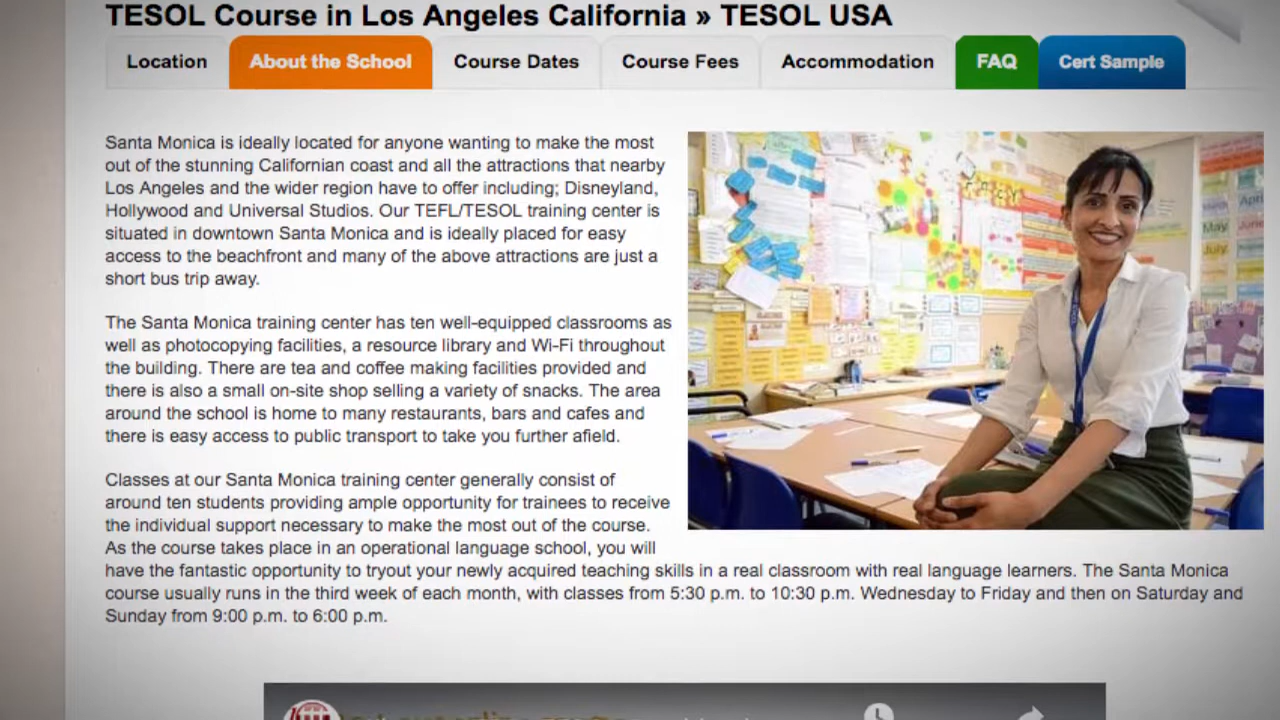 TESOL Course in Los Angeles California » TESOL USA
Location
About the School
Course Dates
Course Fees
Accommodation
FAQ
Cert Sample
Santa Monica is ideally located for anyone wanting to make the most
out of the stunning Californian coast and all the attractions that nearby
Los Angeles and the wider region have to offer including; Disneyland,
Hollywood and Universal Studios. Our TEFL/TESOL training center is
situated in downtown Santa Monica and is ideally placed for easy
access to the beachfront and many of the above attractions are just a
short bus trip away.
The Santa Monica training center has ten well-equipped classrooms as
well as photocopying facilities, a resource library and Wi-Fi throughout
the building. There are tea and coffee making facilities provided and
there is also a small on-site shop selling a variety of snacks. The area
around the school is home to many restaurants, bars and cafes and
there is easy access to public transport to take you further afield.
Classes at our Santa Monica training center generally consist of
around ten students providing ample opportunity for trainees to receive
the individual support necessary to make the most out of the course.
As the course takes place in an operational language school, you will
have the fantastic opportunity to tryout your newly acquired teaching skills in a real classroom with real language learners. The Santa Monica
course usually runs in the third week of each month, with classes from 5:30 p.m. to 10:30 p.m. Wednesday to Friday and then on Saturday and
Sunday from 9:00 p.m. to 6:00 p.m.
April
May
June
July